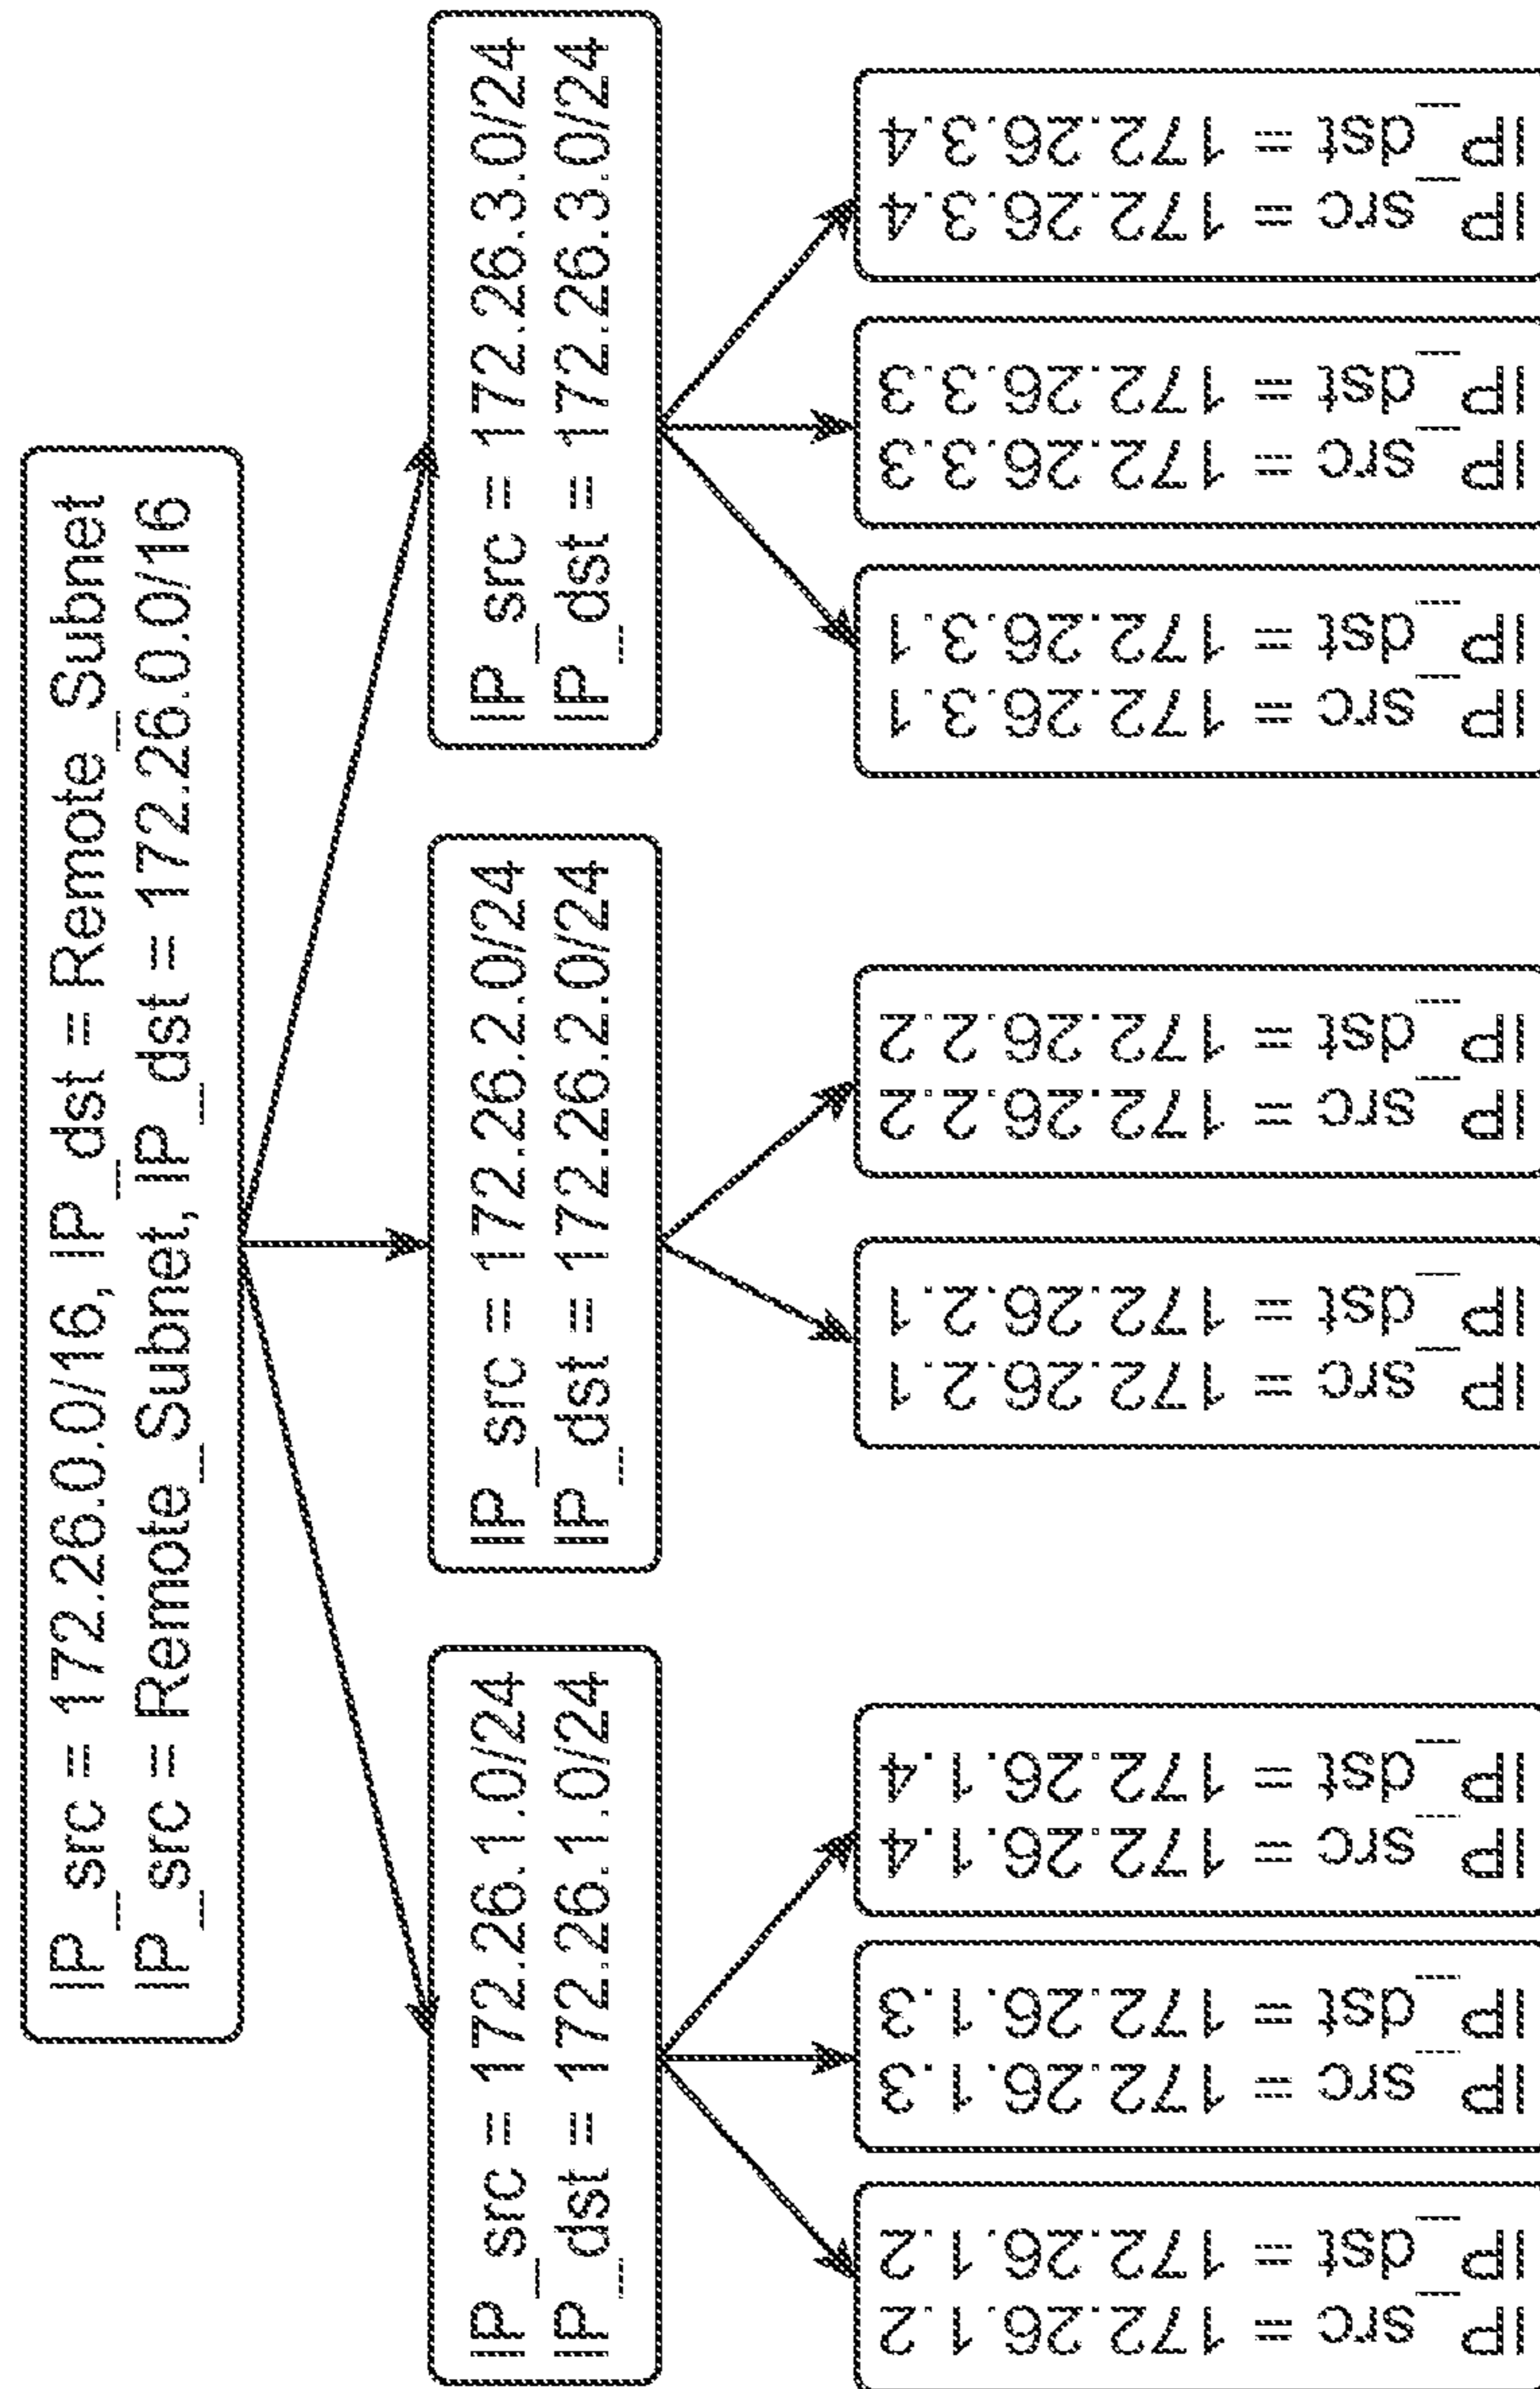 IP_src = 172.26.0.0/16, IP_dst = Remote_Subnet
IP_src = Remote_Subnet, IP_dst = 172.26.0.0/16
IP_src = 172.26.1.0/24
IP_dst = 172.26.1.0/24
IP_src = 172.26.2.0/24
IP_dst = 172.26.2.0/24
IP_src = 172.26.3.0/24
IP_dst = 172.26.3.0/24
IP_src = 172.26.1.2
IP_dst = 172.26.1.2
IP_src = 172.26.1.3
IP_dst = 172.26.1.3
IP_src = 172.26.1.4
IP_dst = 172.26.1.4
IP_src = 172.26.2.1
IP_dst = 172.26.2.1
IP_src = 172.26.2.2
IP_dst = 172.26.2.2
IP_src = 172.26.3.1
IP_dst = 172.26.3.1
IP_src = 172.26.3.3
IP_dst = 172.26.3.3
IP_src = 172.26.3.4
IP_dst = 172.26.3.4